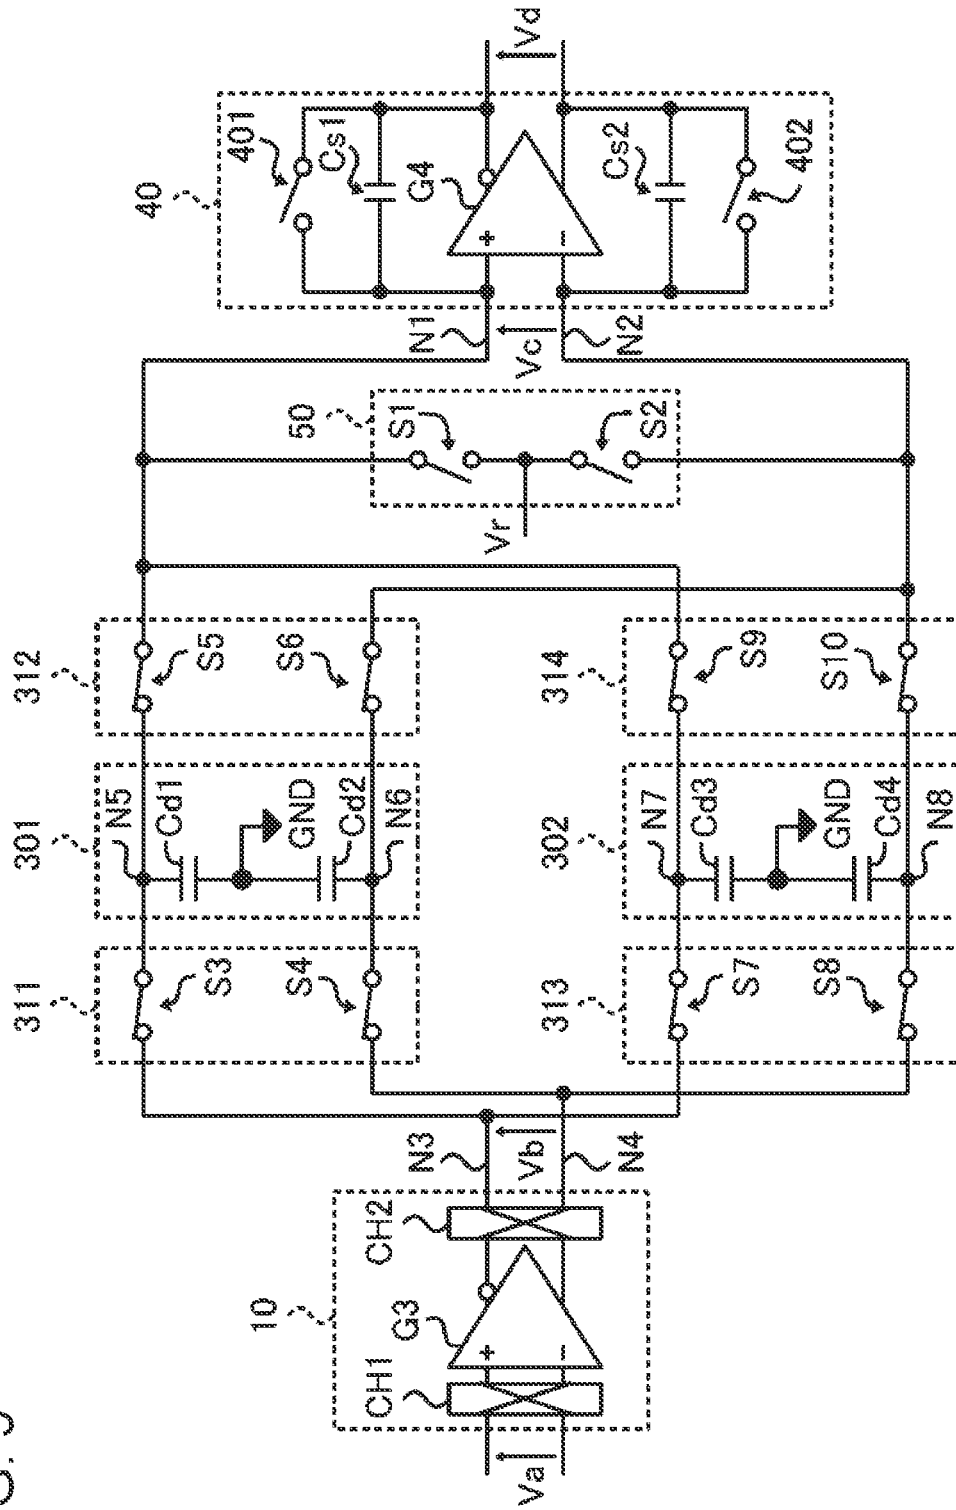 10
CH1
G3
CH2
+
−
Va
Vb
N3
N4
311
S3
S4
301
N5
Cd1
GND
Cd2
N6
312
S5
S6
313
S7
S8
302
N7
Cd3
GND
Cd4
N8
314
S9
S10
50
S1
S2
Vr
N1
Vc
N2
40
401
Cs1
G4
+
−
Cs2
402
Vd